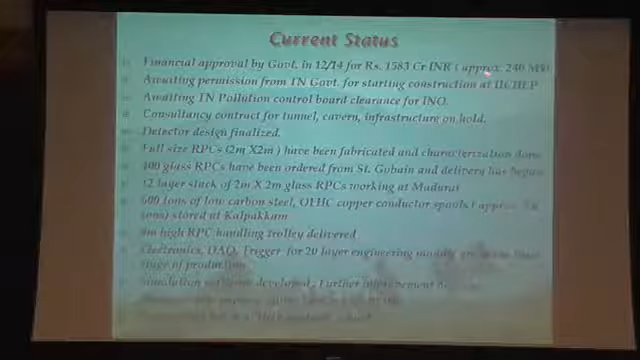 Current Status
Financial approval by Govt. in 12/14 for Rs. 1583 Cr INR ( approx. 240 M$)
Awaiting permission from TN Govt. for starting construction at IICHEP
Awaiting TN Pollution control board clearance for INO.
Consultancy contract for tunnel, cavern, infrastructure on hold.
Detector design finalized.
Full size RPCs (2m X2m ) have been fabricated and characterization done
400 glass RPCs have been ordered from St. Gobain and delivery has began
12 layer stack of 2m X 2m glass RPCs working at Madurai
600 tons of low carbon steel, OFHC copper conductor spools ( approx.
tons) stored at Kalpakkam
8m high RPC handling trolley delivered
Electronics, DAQ, Trigger for 20 layer engineering
stage of production
Simulation software developed ; Further improvement